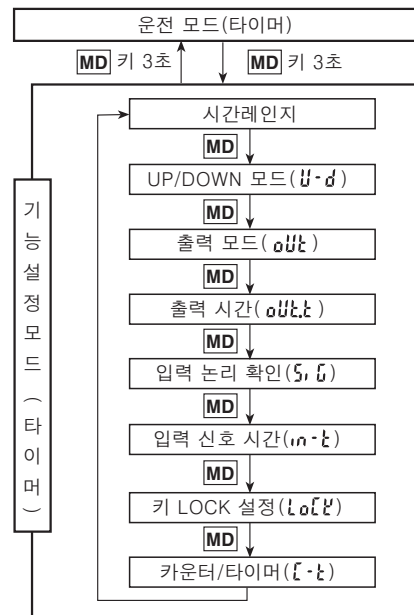 운전 모드(타이머)
MD 키 3초 MD 키 3초
시간레인지
MD
UP/DOWN 모드(U-d)
MD
출력 모드(oUt)
MD
출력 시간(oUt.t)
MD
입력 논리 확인(SiG)
MD
입력 신호 시간(in-t)
MD
키 LOCK 설정(LoCK)
MD
카운터/타이머(C-t)
기능설정모드(타이머)